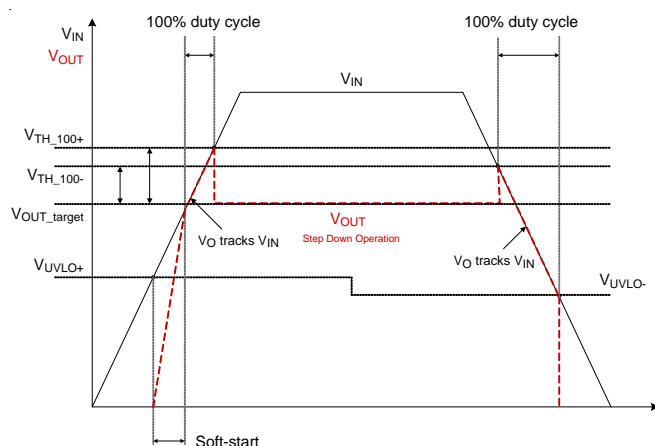 100% duty cycle
100% duty cycle
VIN
VOUT
VIN
VTH_100+
VTH_100-
VOUT_target
VO tracks VIN
VOUT
Step Down Operation
VO tracks VIN
VUVLO+
VUVLO-
Soft-start